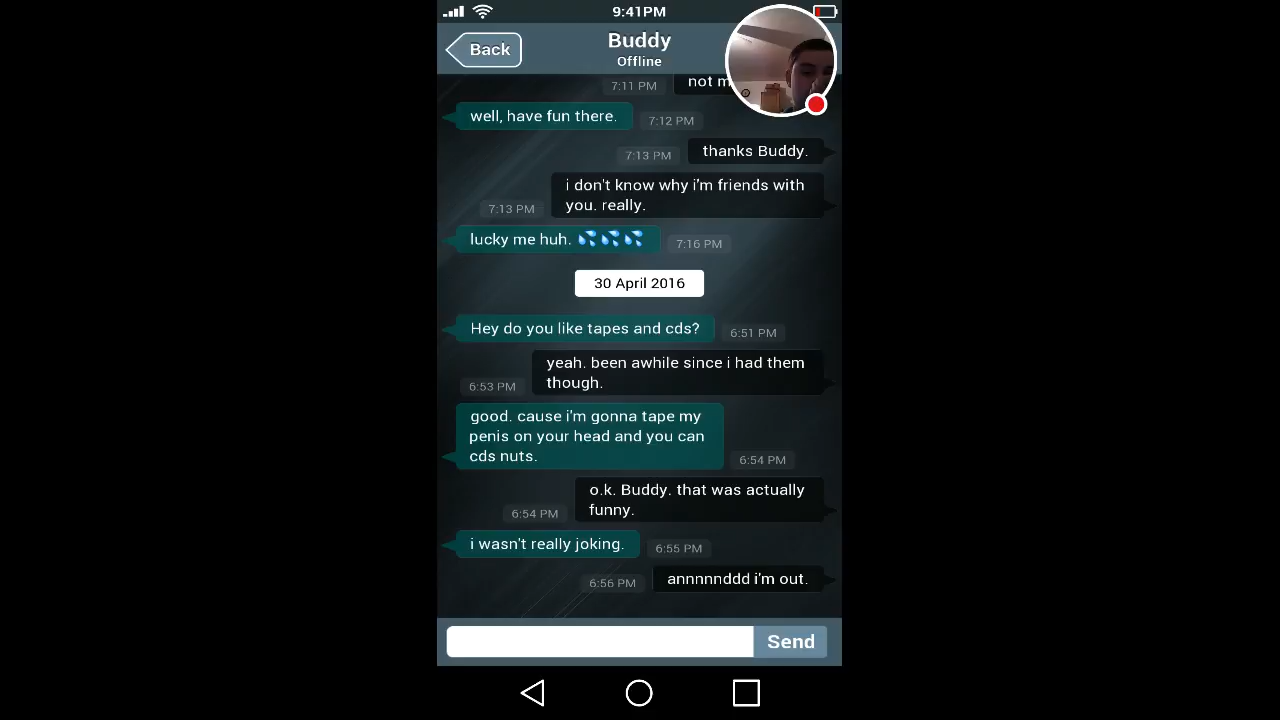 9:41PM
Back
Buddy
Offline
7:11 PM
not m
well, have fun there.
7:12 PM
7:13 PM
thanks Buddy.
i don't know why i'm friends with
you. really.
7:13 PM
lucky me huh. 💦 💦 💦
7:16 PM
30 April 2016
Hey do you like tapes and cds?
6:51 PM
yeah. been awhile since i had them
though.
6:53 PM
good. cause i'm gonna tape my
penis on your head and you can
cds nuts.
6:54 PM
o.k. Buddy. that was actually
funny.
6:54 PM
i wasn't really joking.
6:55 PM
6:56 PM
annnnnddd i'm out.
Send